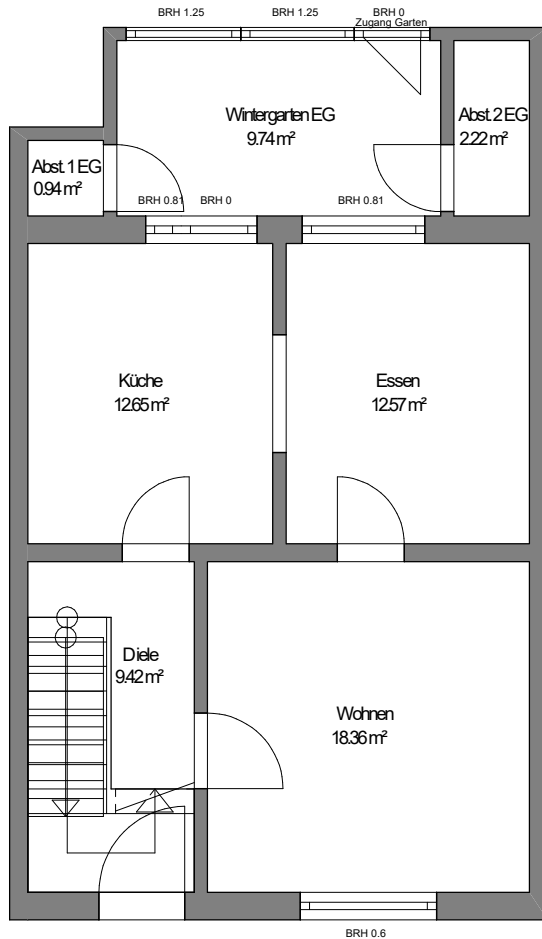 BRH 1.25
BRH 1.25
BRH 0
Zugang Garten
Wintergarten EG
9.74 m²
Abst. 2 EG
2.22 m²
Abst. 1 EG
0.94 m²
BRH 0.81
BRH 0
BRH 0.81
Küche
12.65 m²
Essen
12.57 m²
Diele
9.42 m²
Wohnen
18.36 m²
BRH 0.6